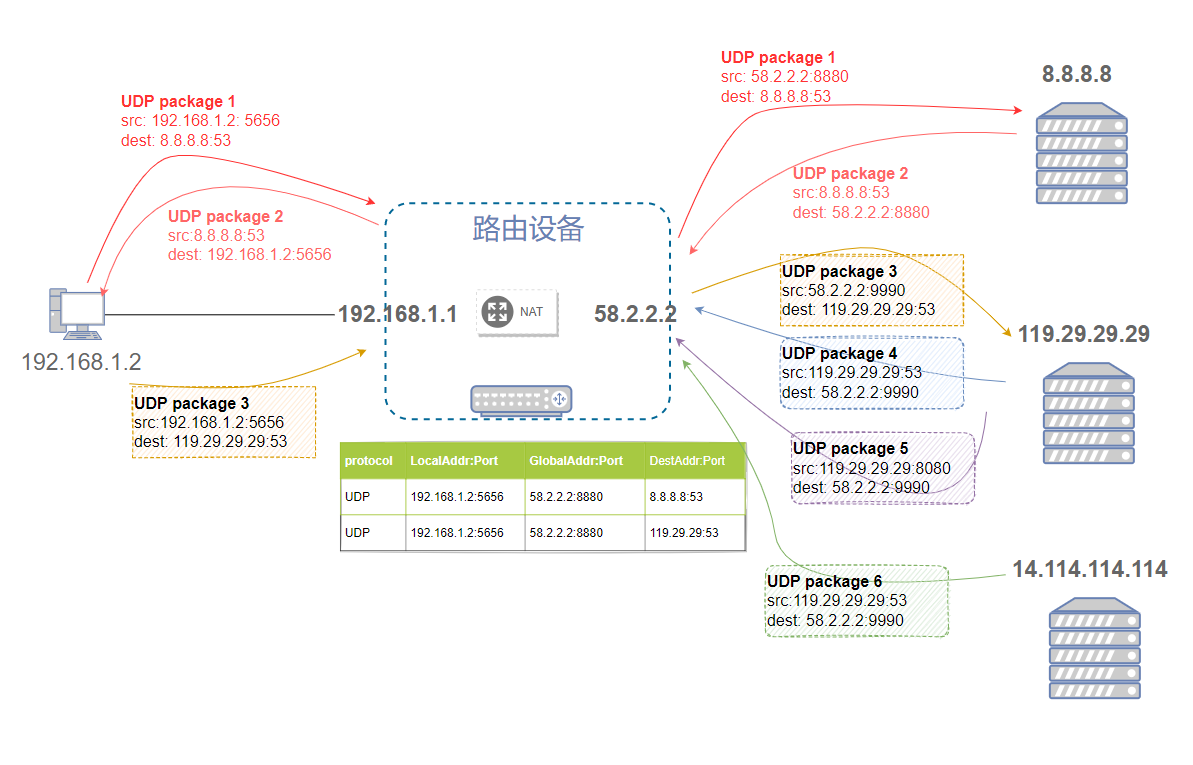 UDP package 1
src: 58.2.2.2:8880
dest: 8.8.8.8:53
8.8.8.8
UDP package 1
src: 192.168.1.2: 5656
dest: 8.8.8.8:53
UDP package 2
src:8.8.8.8:53
dest: 58.2.2.2:8880
UDP package 2
src:8.8.8.8:53
dest: 192.168.1.2:5656
路由设备
UDP package 3
src:58.2.2.2:9990
dest: 119.29.29.29:53
192.168.1.1
NAT
58.2.2.2
119.29.29.29
192.168.1.2
UDP package 4
src:119.29.29.29:53
dest: 58.2.2.2:9990
UDP package 3
src:192.168.1.2:5656
dest: 119.29.29.29:53
UDP package 5
src:119.29.29.29:8080
dest: 58.2.2.2:9990
protocol LocalAddr:Port GlobalAddr:Port DestAddr:Port
UDP 192.168.1.2:5656 58.2.2.2:8880 8.8.8.8:53
UDP 192.168.1.2:5656 58.2.2.2:8880 119.29.29:53
14.114.114.114
UDP package 6
src:119.29.29.29:53
dest: 58.2.2.2:9990